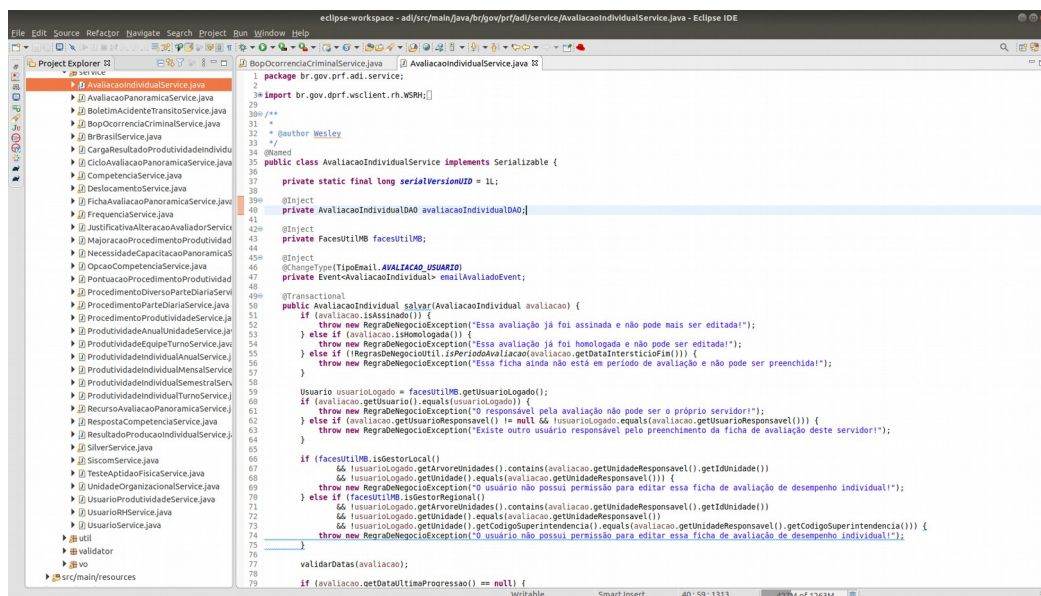 eclipse-workspace - adi/src/main/java/br/gov/prf/adi/service/AvaliacaoIndividualService.java - Eclipse IDE
File Edit Source Refactor Navigate Search Project Run Window Help
Project Explorer
service
AvaliacaoIndividualService.java
AvaliacaoPanoramicaService.java
BoletimAcidenteTransitoService.java
BopOcorrenciaCriminalService.java
BrBrasilService.java
CargaResultadoProdutividadeIndividu
CicloAvaliacaoPanoramicaService.java
CompetenciaService.java
DeslocamentoService.java
FichaAvaliacaoPanoramicaService.java
FrequenciaService.java
JustificativaAlteracaoAvaliadorService
MajoracaoProcedimentoProdutividad
NecessidadeCapacitacaoPanoramicaS
OpcaoCompetenciaService.java
PontuacaoProcedimentoProdutividad
ProcedimentoDiversoParteDiariaServi
ProcedimentoParteDiariaService.java
ProcedimentoProdutividadeService.ja
ProdutividadeAnualUnidadeService.ja
ProdutividadeEquipeTurnoService.jav
ProdutividadeIndividualAnualService.j
ProdutividadeIndividualMensalService
ProdutividadeIndividualSemestralServ
ProdutividadeIndividualTurnoService.j
RecursoAvaliacaoPanoramicaService.j
RespostaCompetenciaService.java
ResultadoProducaoIndividualService.j
SilverService.java
SiscomService.java
TesteAptidaoFisicaService.java
UnidadeOrganizacionalService.java
UsuarioProdutividadeService.java
UsuarioRHService.java
UsuarioService.java
util
validator
vo
src/main/resources
BopOcorrenciaCriminalService.java AvaliacaoIndividualService.java
1 package br.gov.prf.adi.service;
2
3 import br.gov.dprf.wsclient.rh.WSRH;
29
30 /**
31 *
32 * @author Wesley
33 */
34 @Named
35 public class AvaliacaoIndividualService implements Serializable {
36
37 private static final long serialVersionUID = 1L;
38
39 @Inject
40 private AvaliacaoIndividualDAO avaliacaoIndividualDAO;
41
42 @Inject
43 private FacesUtilMB facesUtilMB;
44
45 @Inject
46 @ChangeType(TipoEmail.AVALIACAO_USUARIO)
47 private Event<AvaliacaoIndividual> emailAvaliadoEvent;
48
49 @Transactional
50 public AvaliacaoIndividual salvar(AvaliacaoIndividual avaliacao) {
51 if (avaliacao.isAssinado()) {
52 throw new RegraDeNegocioException("Essa avaliação já foi assinada e não pode mais ser editada!");
53 } else if (avaliacao.isHomologada()) {
54 throw new RegraDeNegocioException("Essa avaliação já foi homologada e não pode ser editada!");
55 } else if (!RegrasDeNegocioUtil.isPeriodoAvaliacao(avaliacao.getDataIntersticioFim())) {
56 throw new RegraDeNegocioException("Essa ficha ainda não está em período de avaliação e não pode ser preenchida!");
57 }
58
59 Usuario usuarioLogado = facesUtilMB.getUsuarioLogado();
60 if (avaliacao.getUsuario().equals(usuarioLogado)) {
61 throw new RegraDeNegocioException("O responsável pela avaliação não pode ser o próprio servidor!");
62 } else if (avaliacao.getUsuarioResponsavel() != null && !usuarioLogado.equals(avaliacao.getUsuarioResponsavel())) {
63 throw new RegraDeNegocioException("Existe outro usuário responsável pelo preenchimento da ficha de avaliação deste servidor!");
64 }
65
66 if (facesUtilMB.isGestorLocal()
67 && !usuarioLogado.getArvoreUnidades().contains(avaliacao.getUnidadeResponsavel().getIdUnidade())
68 && !usuarioLogado.getUnidade().equals(avaliacao.getUnidadeResponsavel())) {
69 throw new RegraDeNegocioException("O usuário não possui permissão para editar essa ficha de avaliação de desempenho individual!");
70 } else if (facesUtilMB.isGestorRegional()
71 && !usuarioLogado.getArvoreUnidades().contains(avaliacao.getUnidadeResponsavel().getIdUnidade())
72 && !usuarioLogado.getUnidade().equals(avaliacao.getUnidadeResponsavel())
73 && !usuarioLogado.getUnidade().getCodigoSuperintendencia().equals(avaliacao.getUnidadeResponsavel().getCodigoSuperintendencia())) {
74 throw new RegraDeNegocioException("O usuário não possui permissão para editar essa ficha de avaliação de desempenho individual!");
75 }
76
77 validarDatas(avaliacao);
78
79 if (avaliacao.getDataUltimaProgressao() == null) {
Writable Smart Insert 40 : 59 : 1313 of 1263M